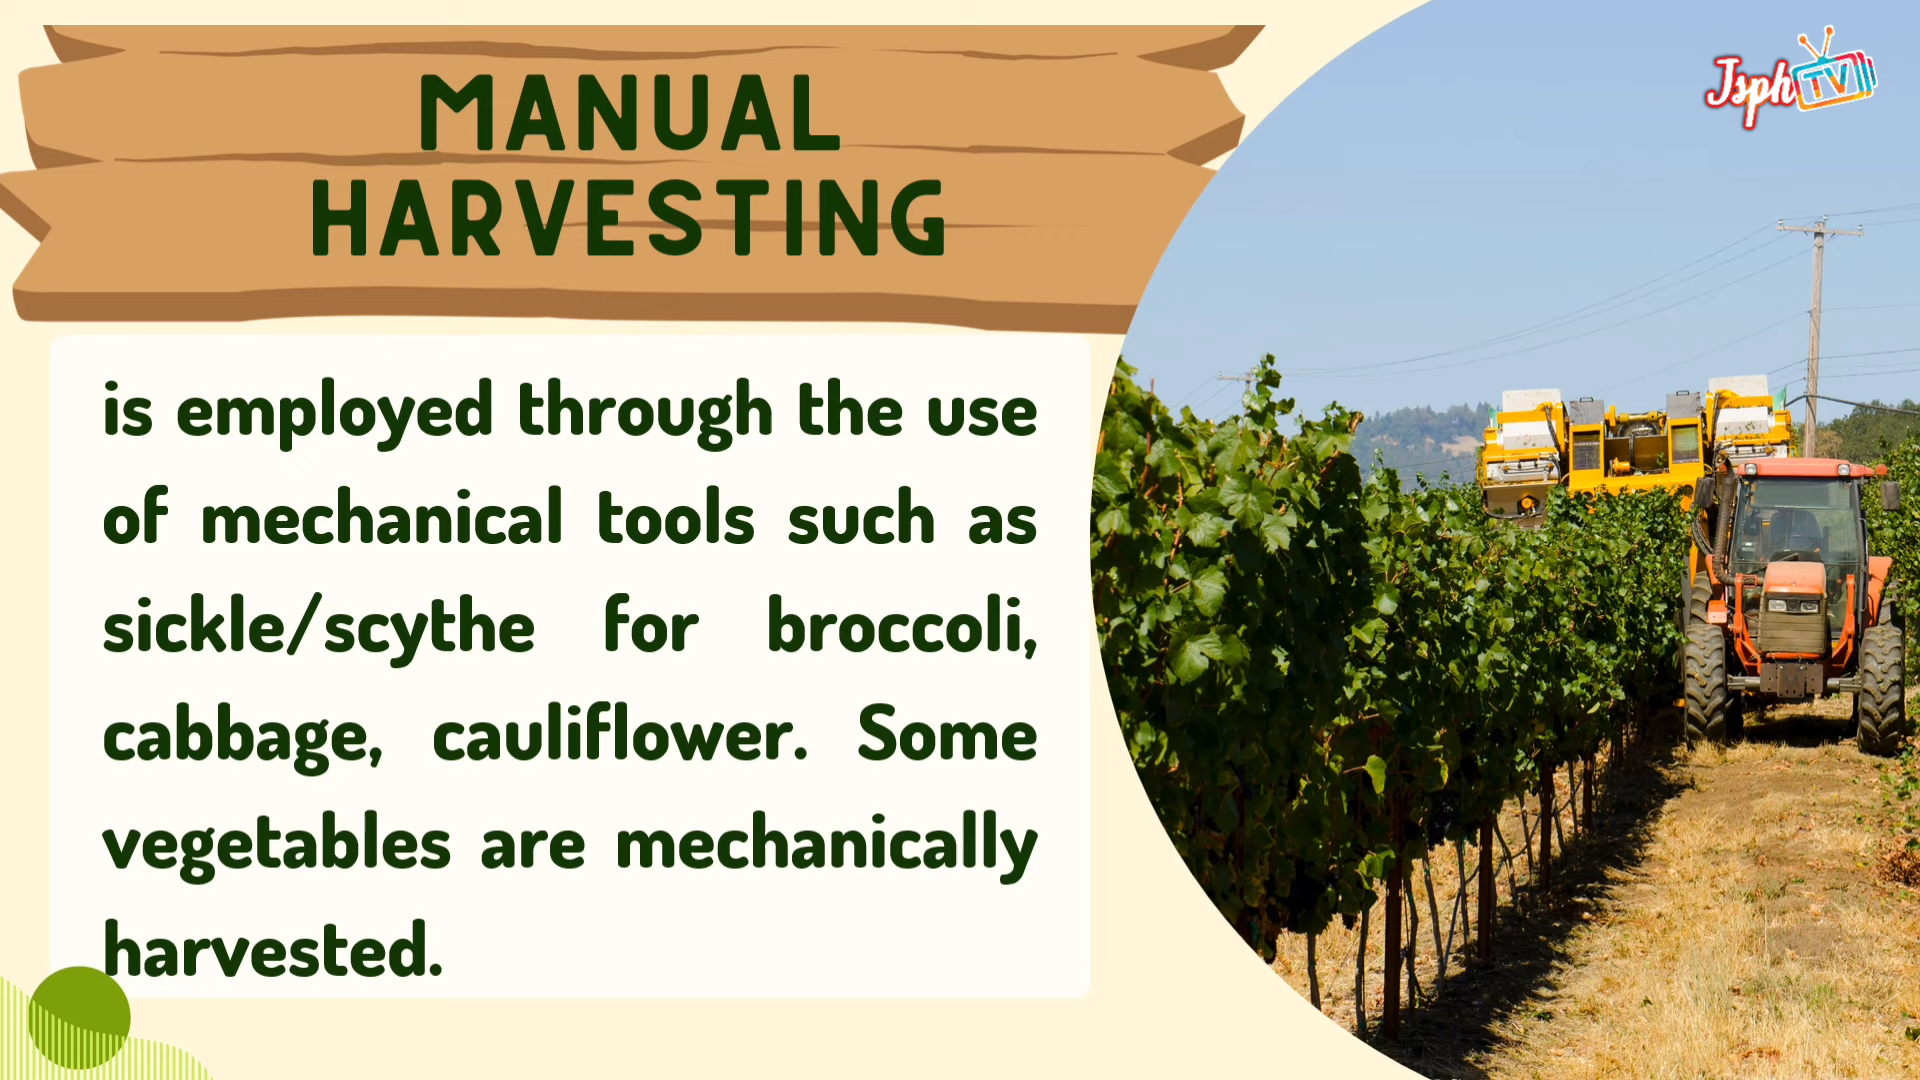 MANUAL
HARVESTING
Jsph TV
is employed through the use
of mechanical tools such as
sickle/scythe for broccoli,
cabbage, cauliflower. Some
vegetables are mechanically
harvested.